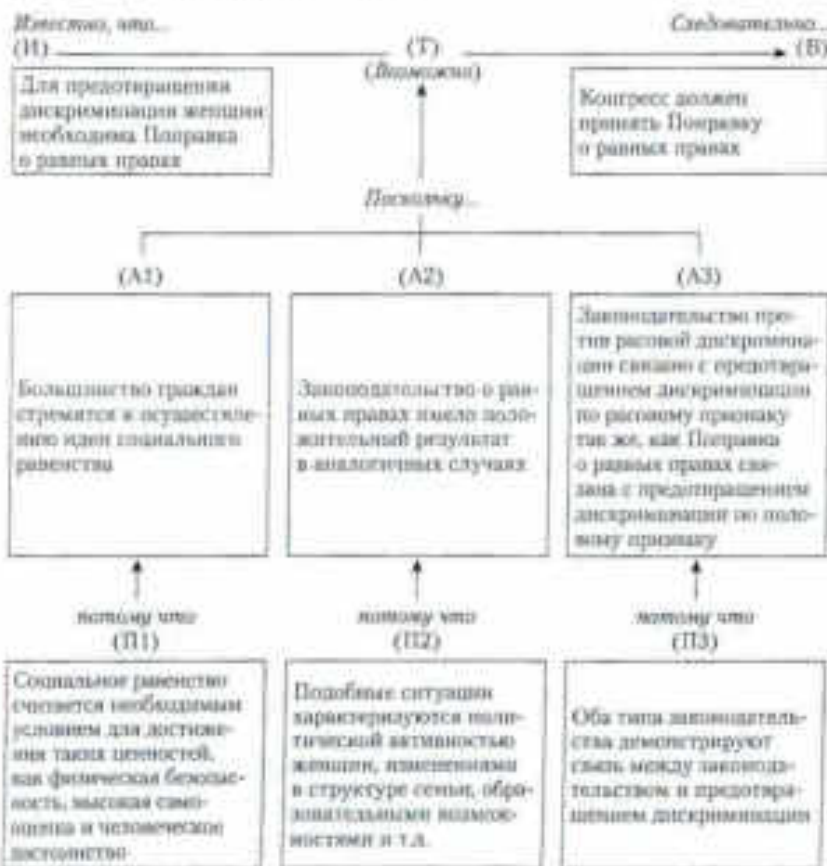 Известно, что...
(И)
Для предотвращения
дискриминации женщин
необходима Поправка
о равных правах
(Т)
(Возможно)
Следовательно...
(В)
Конгресс должен
принять Поправку
о равных правах
Поскольку...
(А1)
Большинство граждан
стремится к осуществле-
нию идеи социального
равенства
(А2)
Законодательство о рав-
ных правах имело поло-
жительный результат
в аналогичных случаях
(А3)
Законодательство про-
тив расовой дискримина-
ции связано с предотвра-
щением дискриминации
по расовому признаку
так же, как Поправка
о равных правах свя-
зана с предотвращением
дискриминации по поло-
вому признаку
потому что
(П1)
Социальное равенство
считается необходимым
условием для достиже-
ния таких ценностей,
как физическая безопас-
ность, высокая само-
оценка и человеческое
достоинство
потому что
(П2)
Подобные ситуации
характеризуются поли-
тической активностью
женщин, изменениями
в структуре семьи, обра-
зовательными возмож-
ностями и т.д.
потому что
(П3)
Оба типа законодатель-
ства демонстрируют
связь между законода-
тельством и предотвра-
щением дискриминации